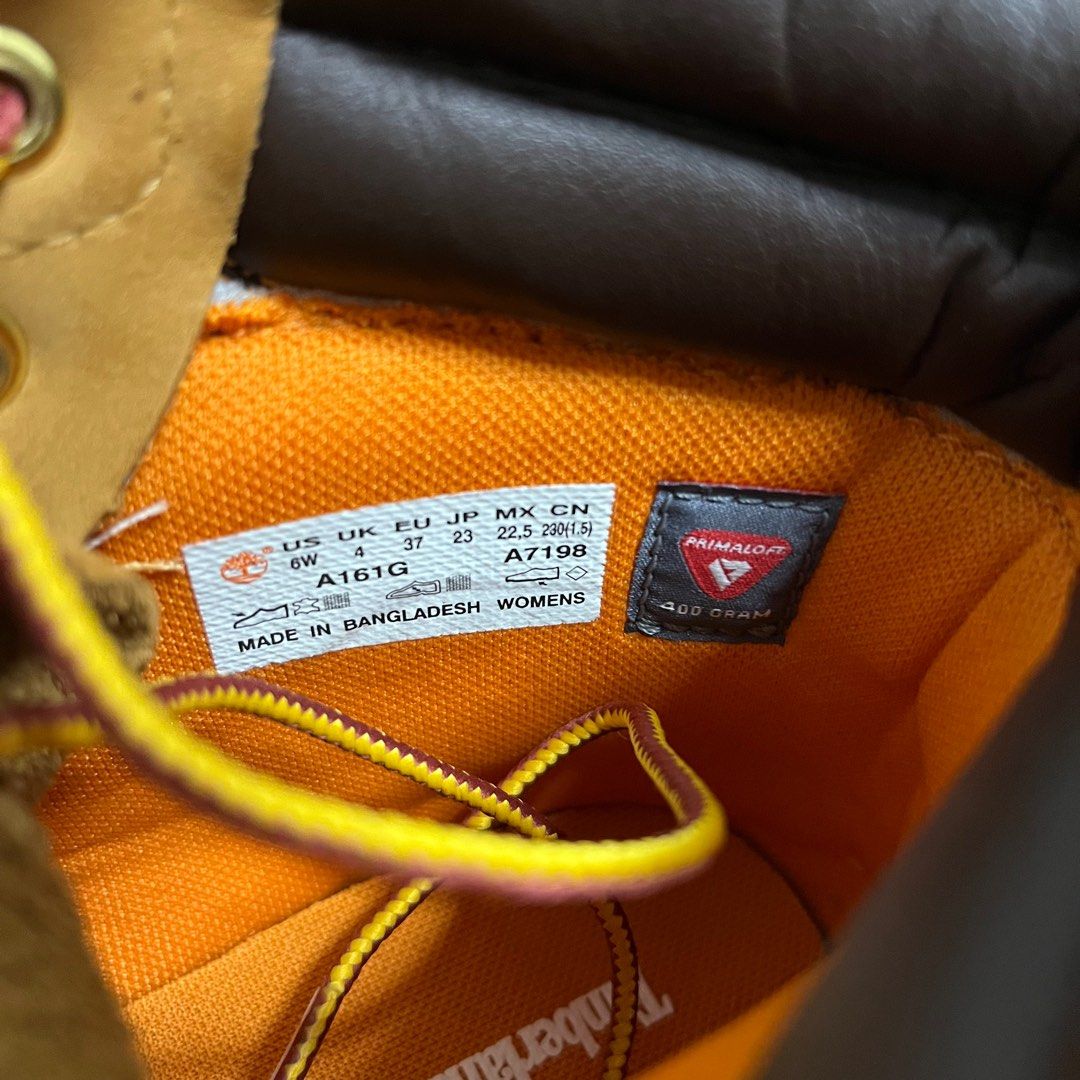 US UK EU JP MX CN
6W 4 37 23 22,5 230(1.5)
A161G A7198
MADE IN BANGLADESH WOMENS
PRIMALOFT
400 GRAM
Timberlan